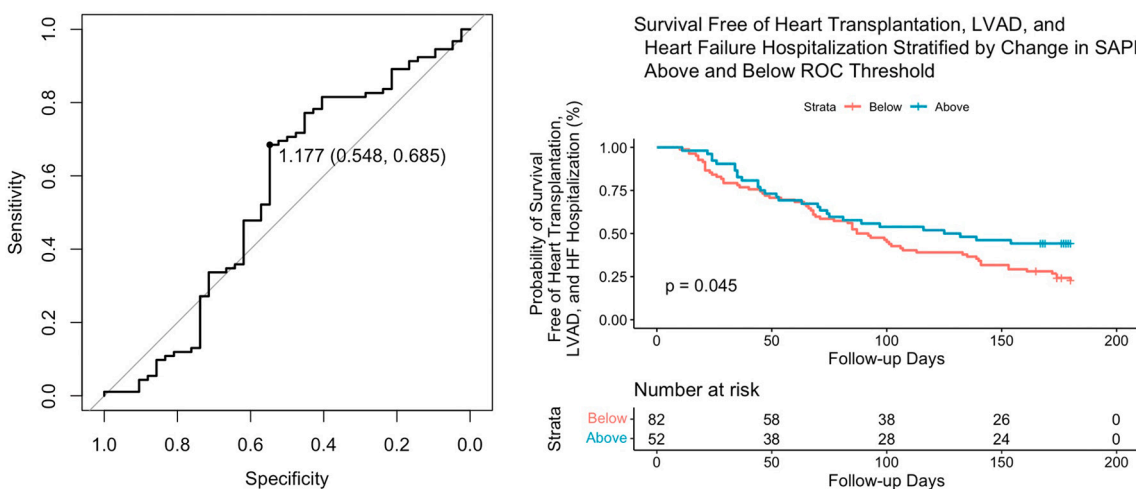 1.0
0.8
0.6
0.4
0.2
0.0
Sensitivity
1.177 (0.548, 0.685)
1.0 0.8 0.6 0.4 0.2 0.0
Specificity
Survival Free of Heart Transplantation, LVAD, and
Heart Failure Hospitalization Stratified by Change in
Above and Below ROC Threshold
Strata Below Above
Probability of Survival
Free of Heart Transplantation,
LVAD, and HF Hospitalization (%)
1.00
0.75
0.50
0.25
0.00
p = 0.045
0 50 100 150 200
Follow-up Days
Number at risk
Strata
Below 82 58 38 26 0
Above 52 38 28 24 0
0 50 100 150 200
Follow-up Days